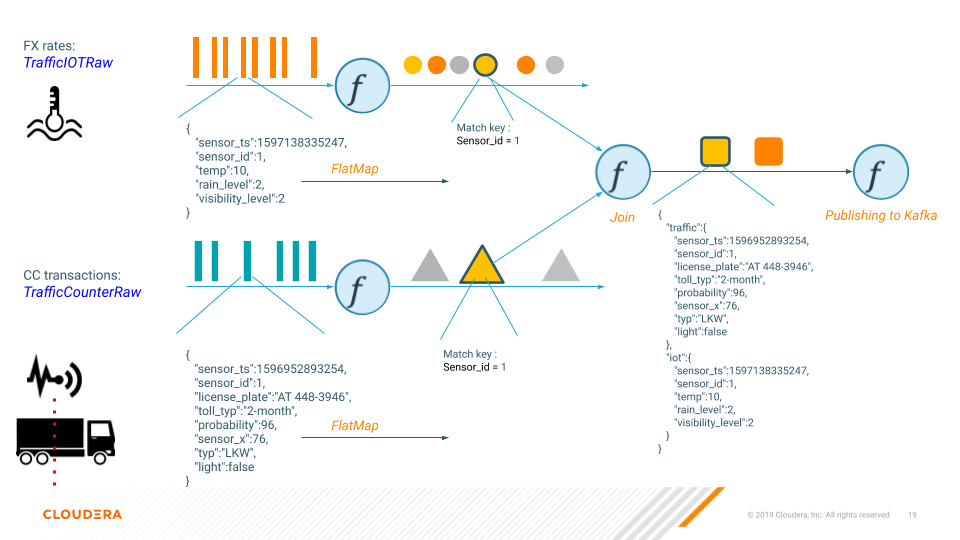 FX rates:
TrafficIOTRaw
f
{
"sensor_ts":1597138335247,
"sensor_id":1,
"temp":10,
"rain_level":2,
"visibility_level":2
}
FlatMap
Match key :
Sensor_id = 1
f
Join
f
Publishing to Kafka
{
"traffic":{
"sensor_ts":1596952893254,
"sensor_id":1,
"license_plate":"AT 448-3946",
"toll_typ":"2-month",
"probability":96,
"sensor_x":76,
"typ":"LKW",
"light":false
},
"iot":{
"sensor_ts":1597138335247,
"sensor_id":1,
"temp":10,
"rain_level":2,
"visibility_level":2
}
}
CC transactions:
TrafficCounterRaw
f
Match key :
Sensor_id = 1
{
"sensor_ts":1596952893254,
"sensor_id":1,
"license_plate":"AT 448-3946",
"toll_typ":"2-month",
"probability":96,
"sensor_x":76,
"typ":"LKW",
"light":false
}
FlatMap
CLOUDERA
© 2019 Cloudera, Inc. All rights reserved.
19